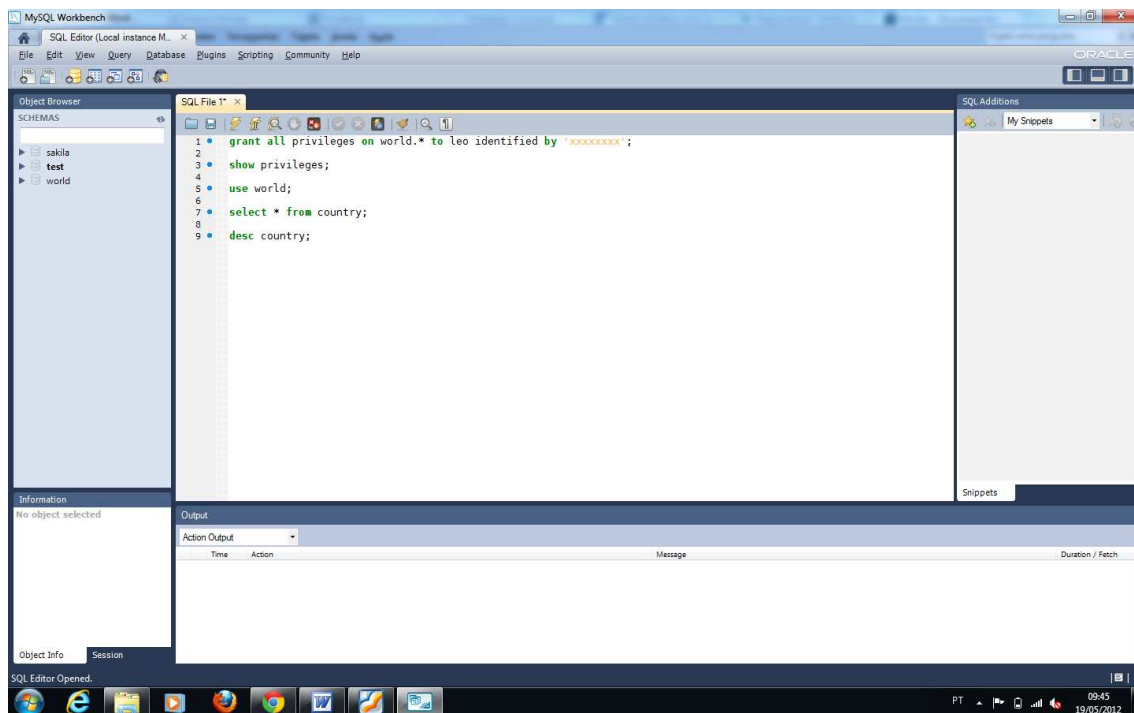 MySQL Workbench
SQL Editor (Local instance M...
File Edit View Query Database Plugins Scripting Community Help
ORACLE
Object Browser
SQL File 1*
SQL Additions
SCHEMAS
My Snippets
sakila
test
world
1 grant all privileges on world.* to leo identified by 'xxxxxxxx';
2
3 show privileges;
4
5 use world;
6
7 select * from country;
8
9 desc country;
Snippets
Information
No object selected
Output
Action Output
Time Action Message Duration / Fetch
Object Info Session
SQL Editor Opened.
PT
09:45
19/05/2012